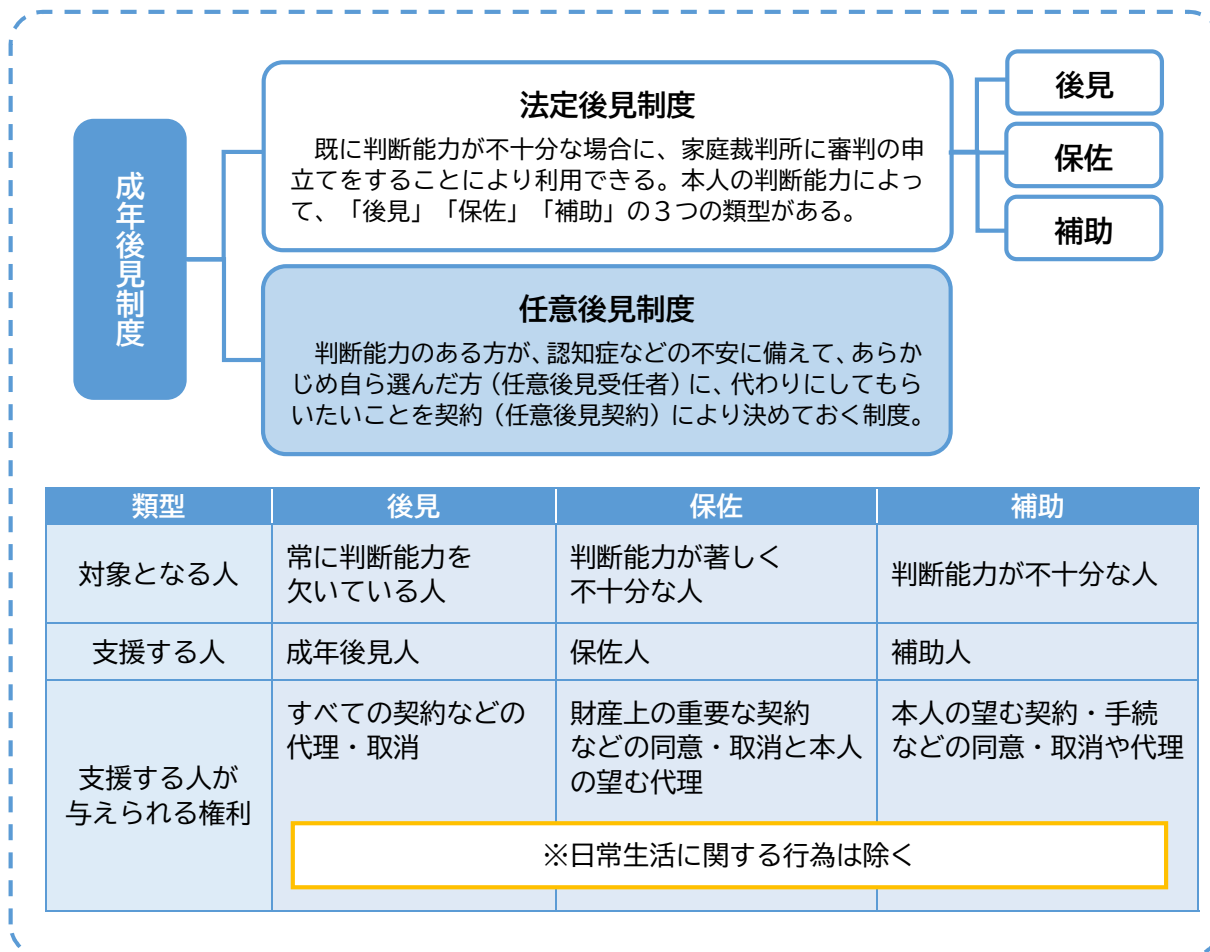 成年後見制度
法定後見制度
既に判断能力が不十分な場合に、家庭裁判所に審判の申
立てをすることにより利用できる。本人の判断能力によっ
て、「後見」「保佐」「補助」の３つの類型がある。
後見
保佐
補助
任意後見制度
判断能力のある方が、認知症などの不安に備えて、あらか
じめ自ら選んだ方（任意後見受任者）に、代わりにしてもら
いたいことを契約（任意後見契約）により決めておく制度。
類型 後見 保佐 補助
対象となる人
常に判断能力を
欠いている人
判断能力が著しく
不十分な人
判断能力が不十分な人
支援する人 成年後見人 保佐人 補助人
支援する人が
与えられる権利
すべての契約などの
代理・取消
財産上の重要な契約
などの同意・取消と本人
の望む代理
本人の望む契約・手続
などの同意・取消や代理
※日常生活に関する行為は除く